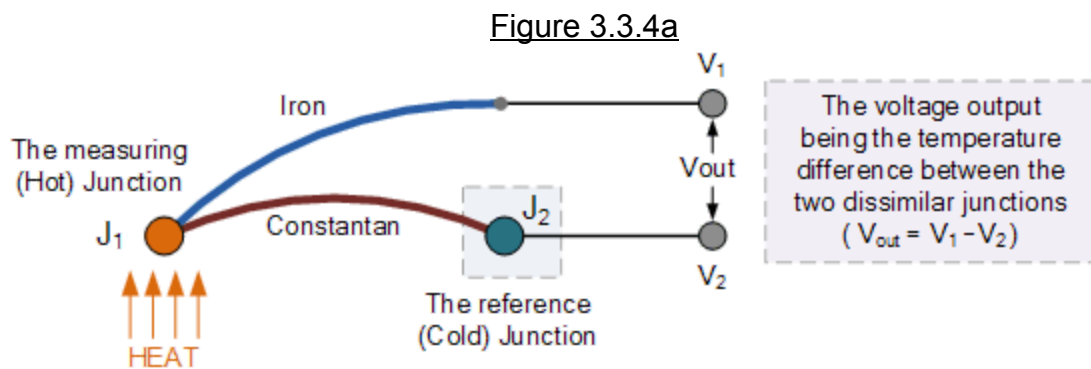 Figure 3.3.4a
V₁
Iron
The measuring
(Hot) Junction
J₁
Constantan
J₂
Vout
V₂
The reference
(Cold) Junction
HEAT
The voltage output
being the temperature
difference between the
two dissimilar junctions
( Vout = V₁ - V₂ )